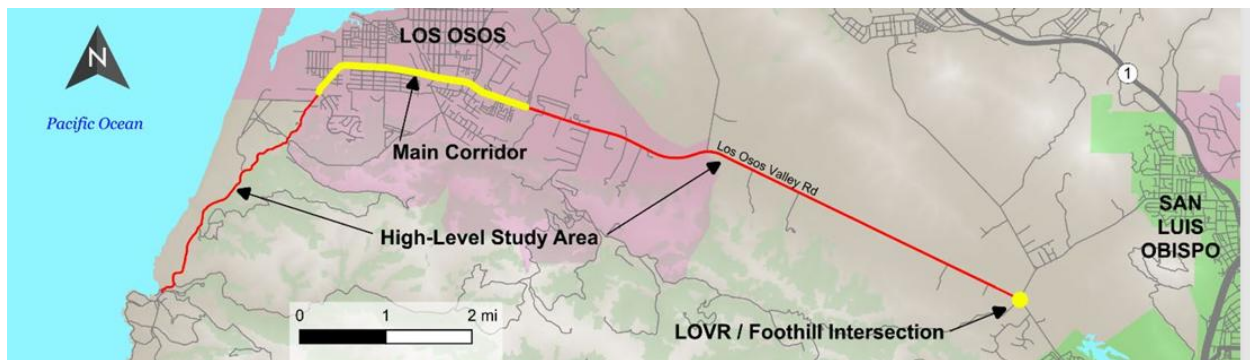 N
LOS OSOS
1
Pacific Ocean
Main Corridor
Los Osos Valley Rd
SAN
LUIS
OBISPO
High-Level Study Area
0 1 2 mi
LOVR / Foothill Intersection